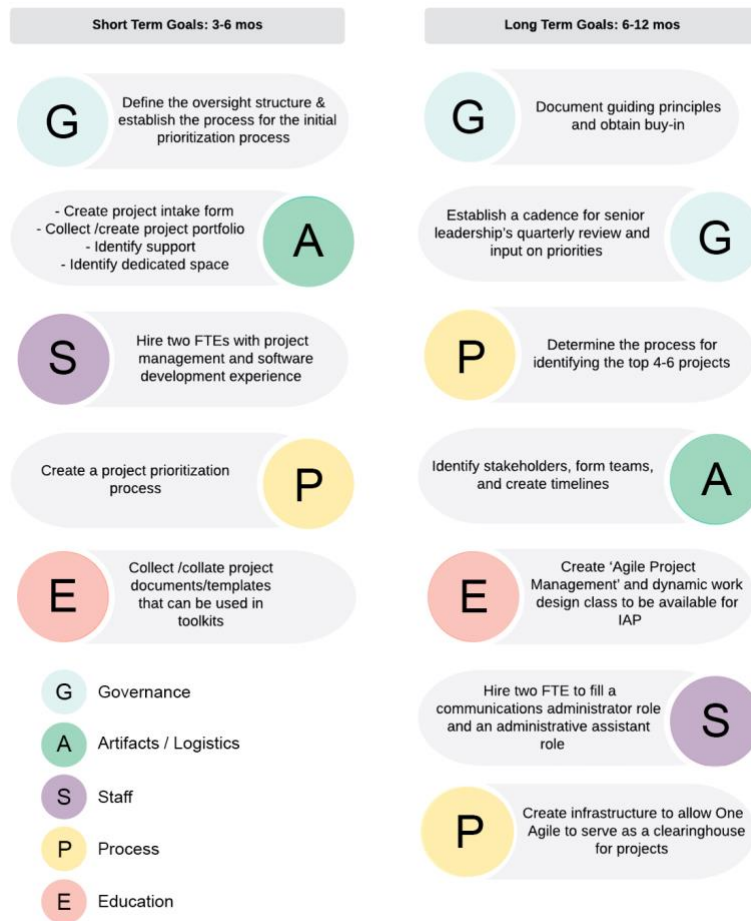 Short Term Goals: 3-6 mos
G
Define the oversight structure &
establish the process for the initial
prioritization process
- Create project intake form
- Collect /create project portfolio
- Identify support
- Identify dedicated space
A
S
Hire two FTEs with project
management and software
development experience
Create a project prioritization
process
P
E
Collect /collate project
documents/templates
that can be used in
toolkits
G Governance
A Artifacts / Logistics
S Staff
P Process
E Education
Long Term Goals: 6-12 mos
G
Document guiding principles
and obtain buy-in
Establish a cadence for senior
leadership's quarterly review and
input on priorities
G
P
Determine the process for
identifying the top 4-6 projects
Identify stakeholders, form teams,
and create timelines
A
E
Create ‘Agile Project
Management’ and dynamic work
design class to be available for
IAP
Hire two FTE to fill a
communications administrator role
and an administrative assistant
role
S
P
Create infrastructure to allow One
Agile to serve as a clearinghouse
for projects